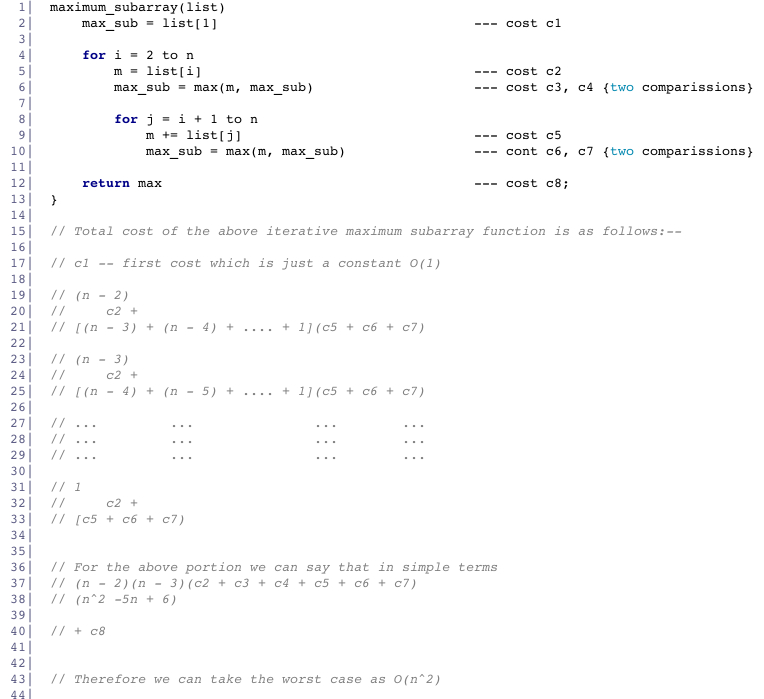 1| maximum_subarray(list)
2|     max_sub = list[1]                                --- cost c1
3|
4|     for i = 2 to n
5|         m = list[i]                                  --- cost c2
6|         max_sub = max(m, max_sub)                    --- cost c3, c4 {two comparissions}
7|
8|         for j = i + 1 to n
9|             m += list[j]                             --- cost c5
10|             max_sub = max(m, max_sub)                --- cont c6, c7 {two comparissions}
11|
12|     return max                                       --- cost c8;
13| }
14|
15| // Total cost of the above iterative maximum subarray function is as follows:--
16|
17| // c1 -- first cost which is just a constant O(1)
18|
19| // (n - 2)
20| //     c2 +
21| // [(n - 3) + (n - 4) + .... + 1](c5 + c6 + c7)
22|
23| // (n - 3)
24| //     c2 +
25| // [(n - 4) + (n - 5) + .... + 1](c5 + c6 + c7)
26|
27| // ...         ...               ...        ...
28| // ...         ...               ...        ...
29| // ...         ...               ...        ...
30|
31| // 1
32| //     c2 +
33| // [c5 + c6 + c7)
34|
35|
36| // For the above portion we can say that in simple terms
37| // (n - 2)(n - 3)(c2 + c3 + c4 + c5 + c6 + c7)
38| // (n^2 -5n + 6)
39|
40| // + c8
41|
42|
43| // Therefore we can take the worst case as O(n^2)
44|